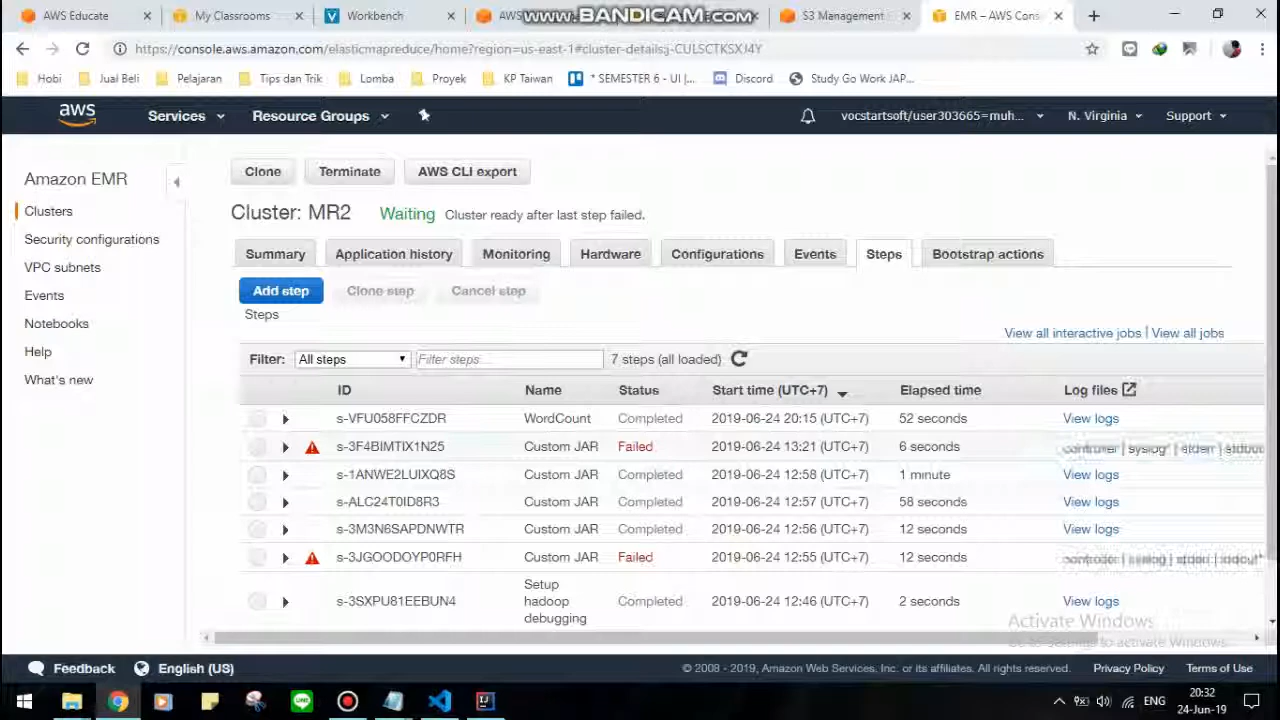 AWS Educate
My Classrooms
Workbench
AWS
www.BANDICAM.com
S3 Management
EMR – AWS Cons
https://console.aws.amazon.com/elasticmapreduce/home?region=us-east-1#cluster-details:j-CULSCTKSXJ4Y
Hobi
Jual Beli
Pelajaran
Tips dan Trik
Lomba
Proyek
KP Taiwan
* SEMESTER 6 - UI |...
Discord
Study Go Work JAP...
aws
Services
Resource Groups
vocstartsoft/user303665=muh...
N. Virginia
Support
Amazon EMR
Clusters
Security configurations
VPC subnets
Events
Notebooks
Help
What's new
Clone
Terminate
AWS CLI export
Cluster: MR2 Waiting Cluster ready after last step failed.
Summary
Application history
Monitoring
Hardware
Configurations
Events
Steps
Bootstrap actions
Add step
Clone step
Cancel step
Steps
View all interactive jobs | View all jobs
Filter: All steps Filter steps ... 7 steps (all loaded)
ID Name Status Start time (UTC+7) Elapsed time Log files
s-VFU058FFCZDR WordCount Completed 2019-06-24 20:15 (UTC+7) 52 seconds View logs
s-3F4BIMTIX1N25 Custom JAR Failed 2019-06-24 13:21 (UTC+7) 6 seconds controller | syslog | stderr | stdout
s-1ANWE2LUIXQ8S Custom JAR Completed 2019-06-24 12:58 (UTC+7) 1 minute View logs
s-ALC24T0ID8R3 Custom JAR Completed 2019-06-24 12:57 (UTC+7) 58 seconds View logs
s-3M3N6SAPDNWTR Custom JAR Completed 2019-06-24 12:56 (UTC+7) 12 seconds View logs
s-3JGOODOYP0RFH Custom JAR Failed 2019-06-24 12:55 (UTC+7) 12 seconds controller | syslog | stderr | stdout
s-3SXPU81EEBUN4 Setup hadoop debugging Completed 2019-06-24 12:46 (UTC+7) 2 seconds View logs
Activate Windows
Go to Settings to activate Windows.
Feedback
English (US)
© 2008 - 2019, Amazon Web Services, Inc. or its affiliates. All rights reserved.
Privacy Policy
Terms of Use
ENG
20:32
24-Jun-19